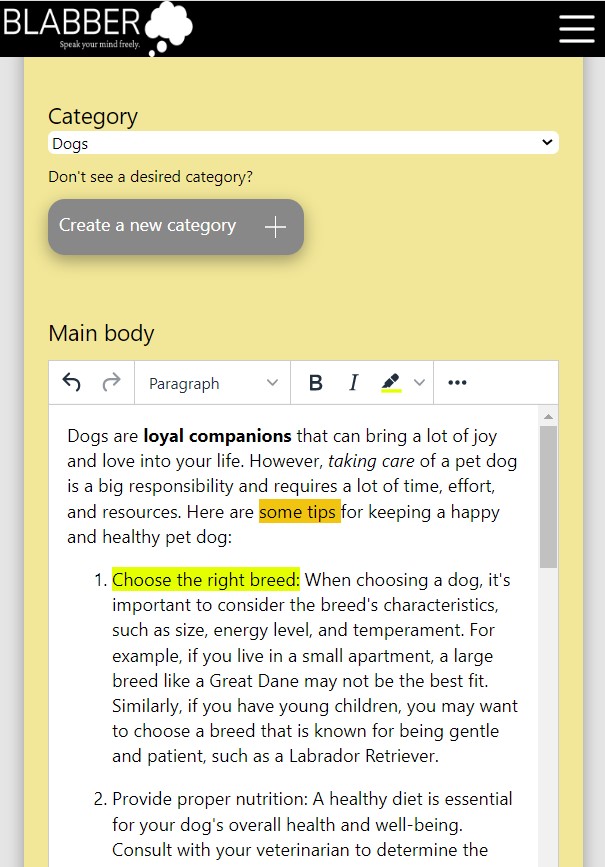 BLABBER
Speak your mind freely.
Category
Dogs
Don't see a desired category?
Create a new category
Main body
Paragraph
B I
Dogs are loyal companions that can bring a lot of joy
and love into your life. However, taking care of a pet dog
is a big responsibility and requires a lot of time, effort,
and resources. Here are some tips for keeping a happy
and healthy pet dog:
1. Choose the right breed: When choosing a dog, it's
important to consider the breed's characteristics,
such as size, energy level, and temperament. For
example, if you live in a small apartment, a large
breed like a Great Dane may not be the best fit.
Similarly, if you have young children, you may want
to choose a breed that is known for being gentle
and patient, such as a Labrador Retriever.
2. Provide proper nutrition: A healthy diet is essential
for your dog's overall health and well-being.
Consult with your veterinarian to determine the